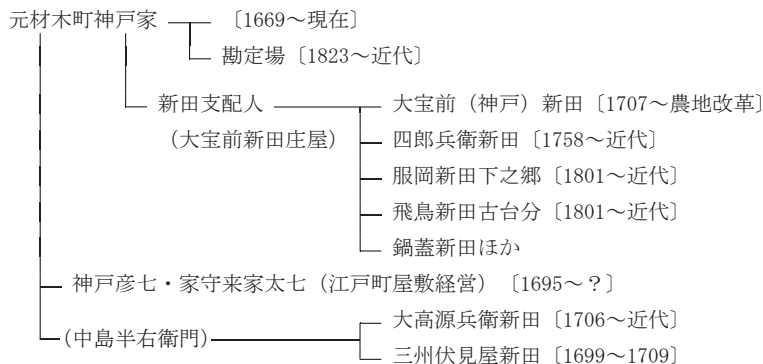 元材木町神戸家 〔1669～現在〕
勘定場〔1823～近代〕
新田支配人 大宝前（神戸）新田〔1707～農地改革〕
（大宝前新田庄屋） 四郎兵衛新田〔1758～近代〕
服岡新田下之郷〔1801～近代〕
飛鳥新田古台分〔1801～近代〕
鍋蓋新田ほか
神戸彦七・家守来家太七（江戸町屋敷経営）〔1695～？〕
（中島半右衛門） 大高源兵衛新田〔1706～近代〕
三州伏見屋新田〔1699～1709〕